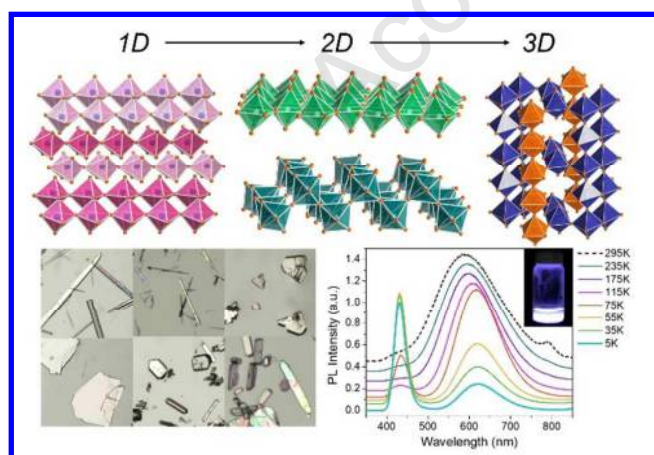 1D 2D 3D
Acc
PL Intensity (a.u.)
1.4
1.2
1.0
0.8
0.6
0.4
0.2
0.0
295K
235K
175K
115K
75K
55K
35K
5K
400 500 600 700 800
Wavelength (nm)